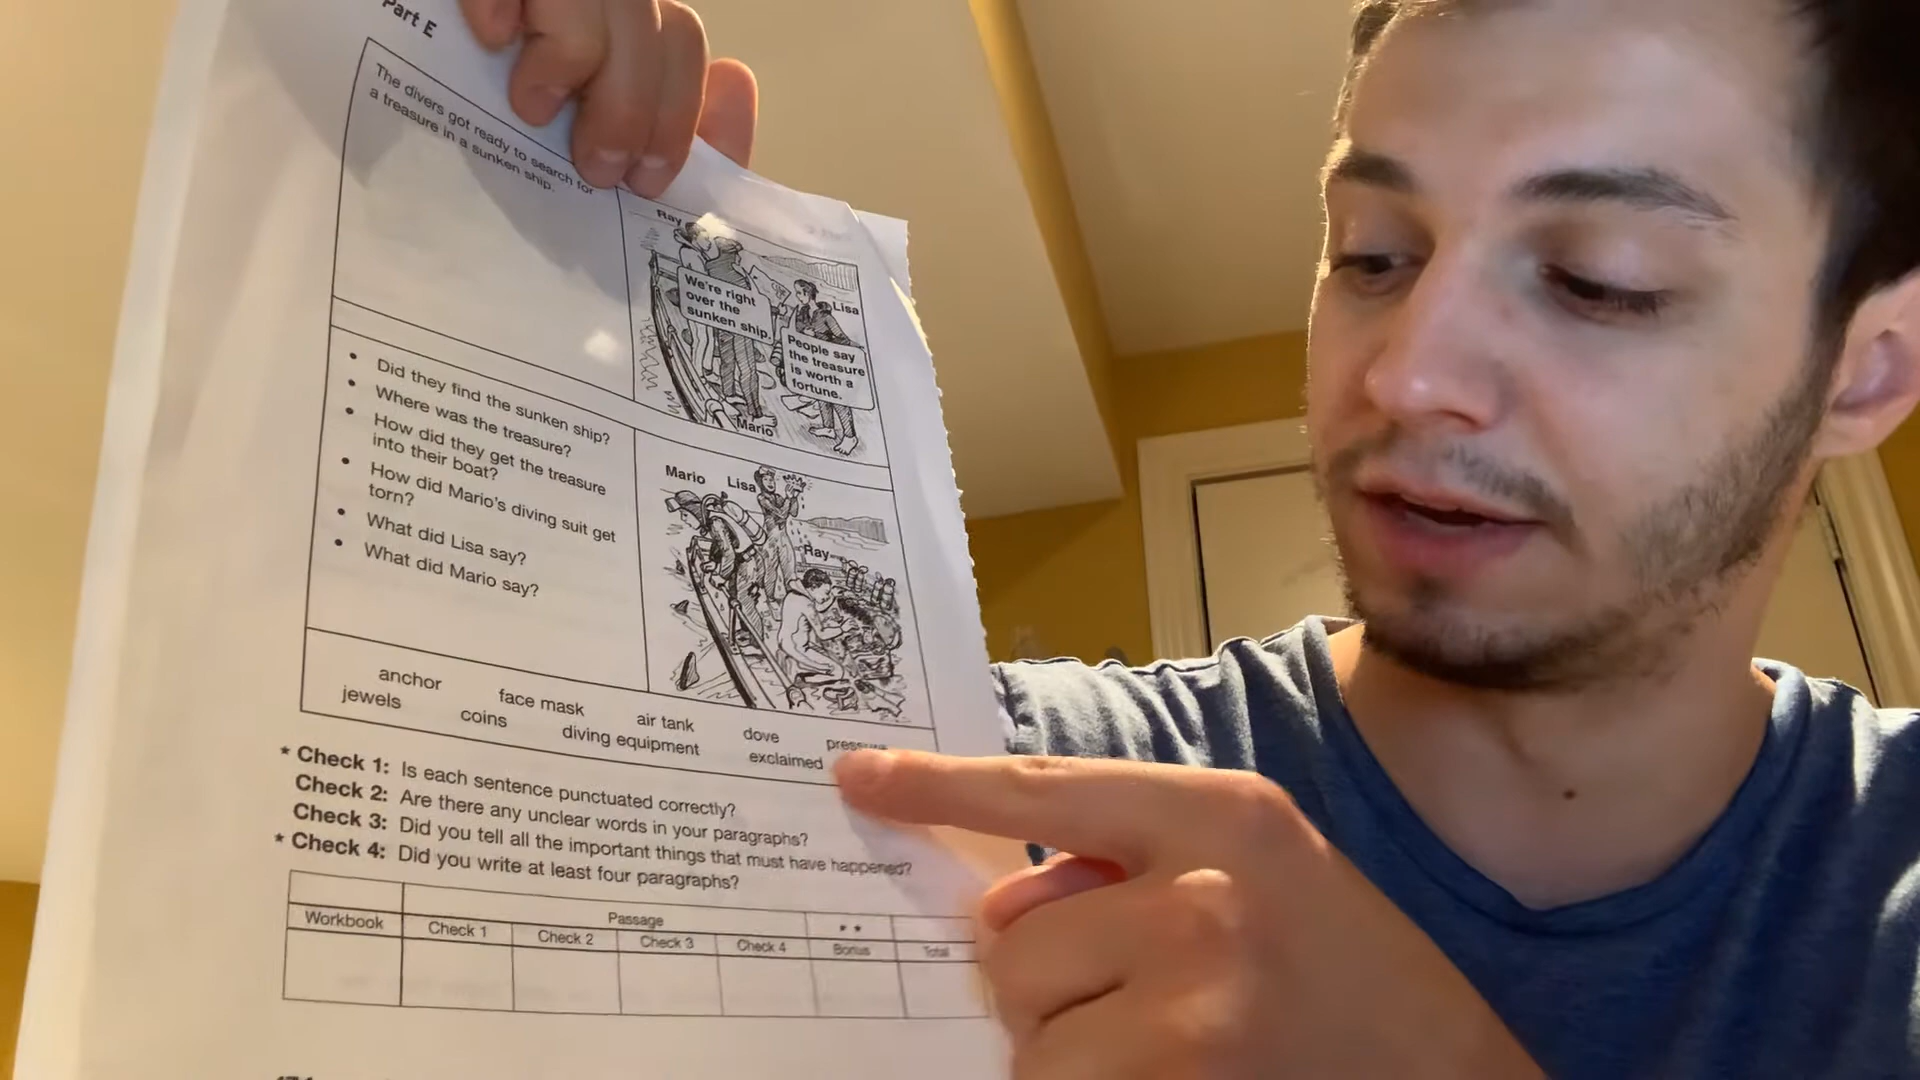 Part E
The divers got ready to search for
a treasure in a sunken ship.
Ray
We're right
over the
sunken ship.
Lisa
People say
the treasure
is worth a
fortune.
Mario
• Did they find the sunken ship?
• Where was the treasure?
• How did they get the treasure
into their boat?
• How did Mario's diving suit get
torn?
• What did Lisa say?
• What did Mario say?
Mario Lisa
Ray
anchor face mask air tank dove pressure
jewels coins diving equipment exclaimed
* Check 1: Is each sentence punctuated correctly?
Check 2: Are there any unclear words in your paragraphs?
Check 3: Did you tell all the important things that must have happened?
* Check 4: Did you write at least four paragraphs?
Passage * *
Workbook Check 1 Check 2 Check 3 Check 4 Bonus Total